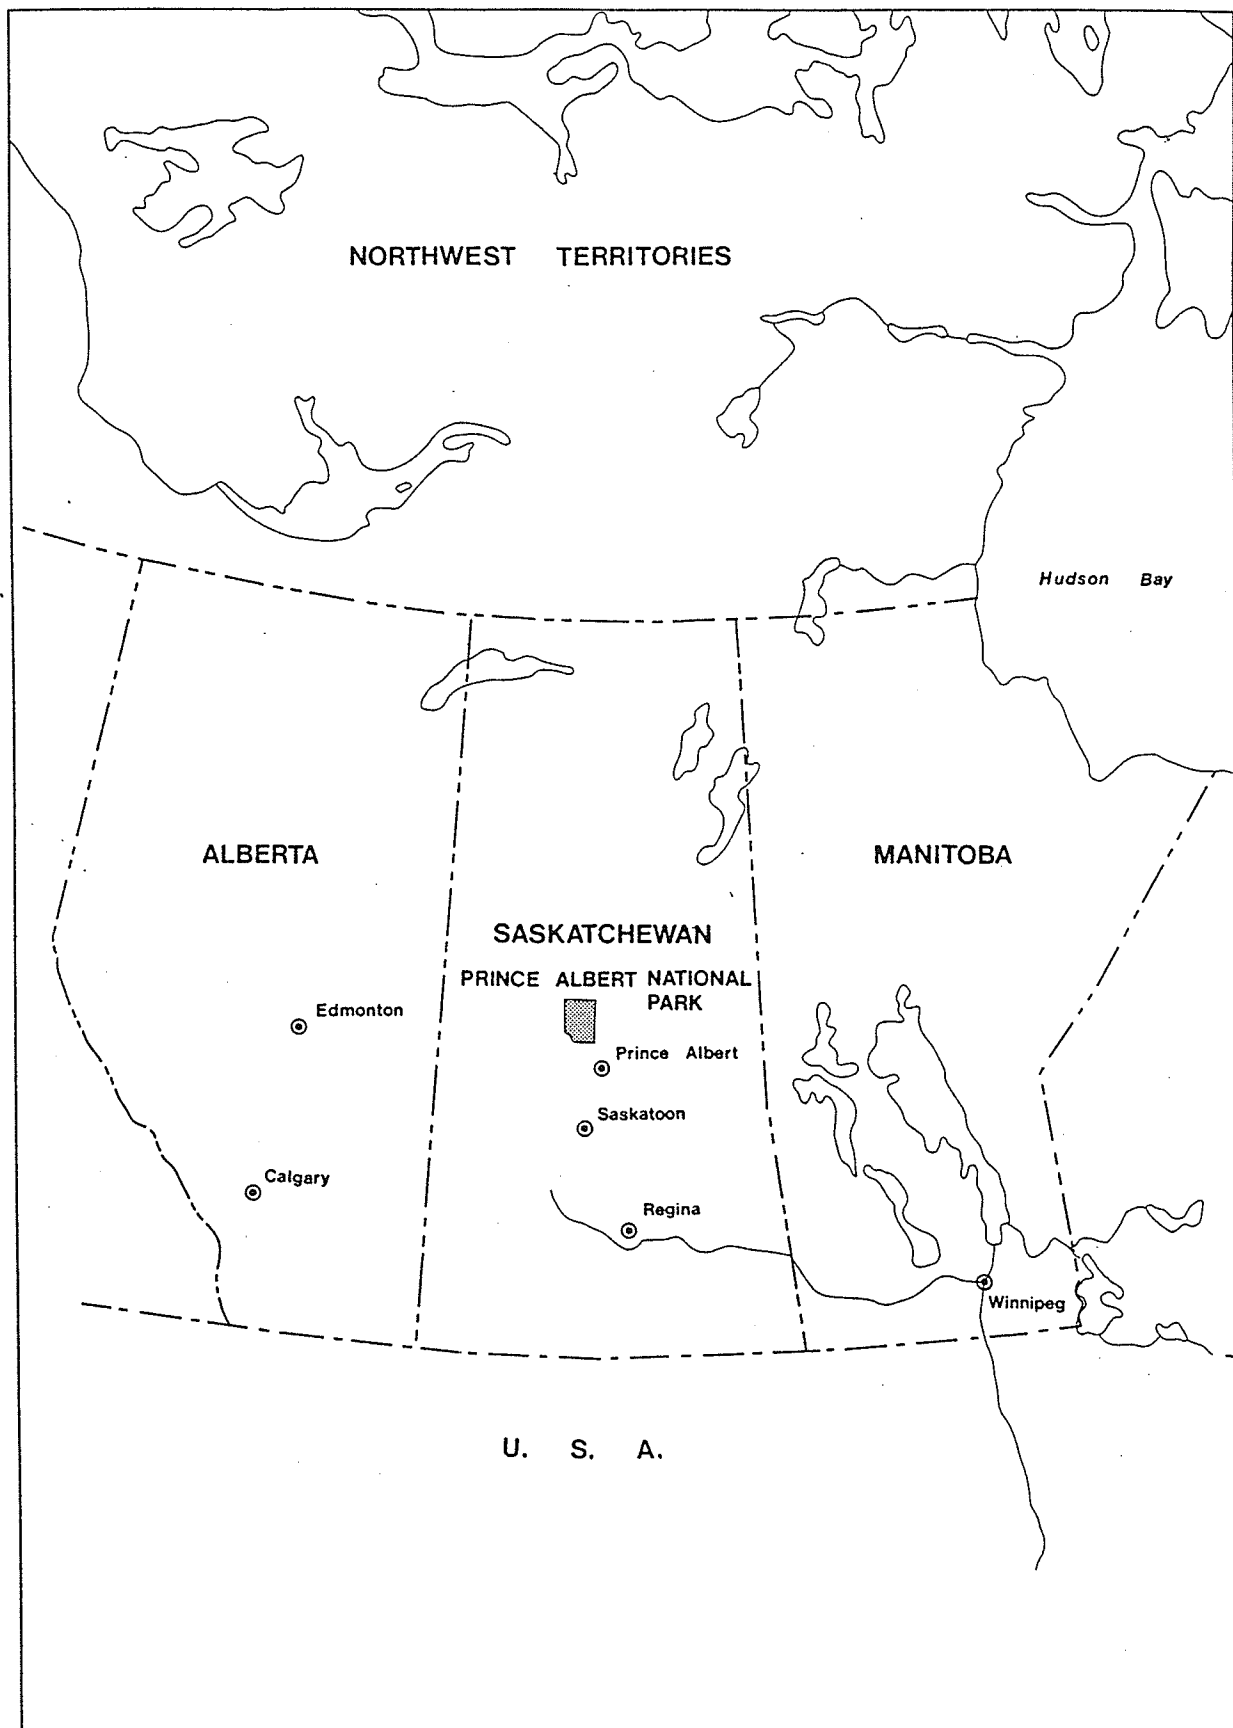 NORTHWEST TERRITORIES
Hudson Bay
ALBERTA
MANITOBA
SASKATCHEWAN
PRINCE ALBERT NATIONAL
PARK
Edmonton
Prince Albert
Saskatoon
Calgary
Regina
Winnipeg
U. S. A.